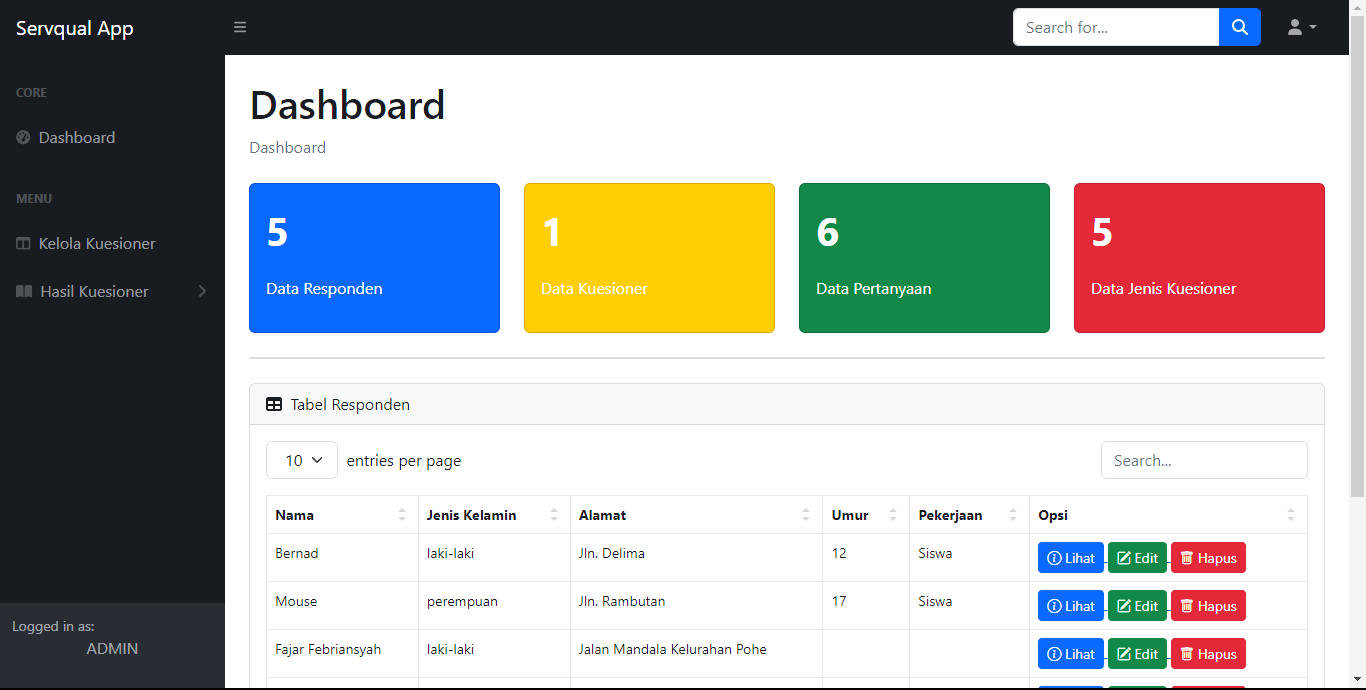 Servqual App
Search for...
CORE
Dashboard
MENU
Kelola Kuesioner
Hasil Kuesioner
Logged in as:
ADMIN
Dashboard
Dashboard
5
Data Responden
1
Data Kuesioner
6
Data Pertanyaan
5
Data Jenis Kuesioner
Tabel Responden
10 entries per page
Search...
Nama Jenis Kelamin Alamat Umur Pekerjaan Opsi
Bernad laki-laki Jln. Delima 12 Siswa Lihat Edit Hapus
Mouse perempuan Jln. Rambutan 17 Siswa Lihat Edit Hapus
Fajar Febriansyah laki-laki Jalan Mandala Kelurahan Pohe Lihat Edit Hapus